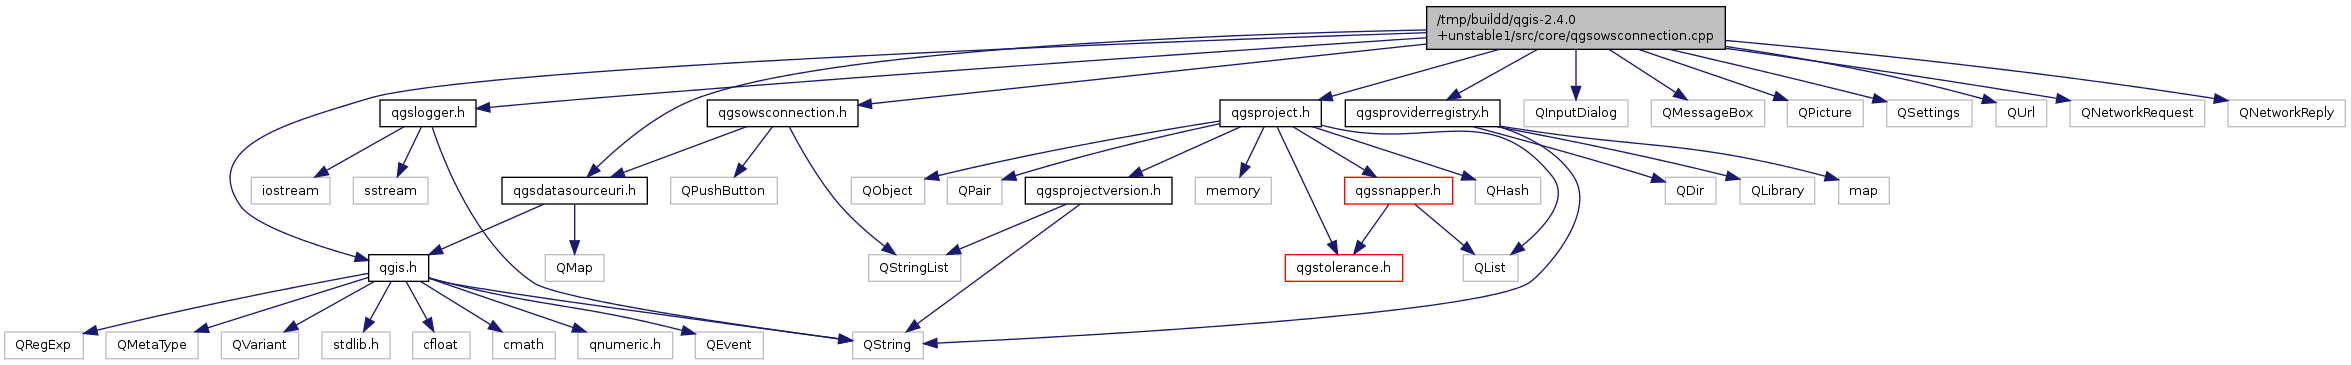 /tmp/buildd/qgis-2.4.0
+unstable1/src/core/qgsowsconnection.cpp
qgslogger.h
qgsowsconnection.h
qgsproject.h
qgsproviderregistry.h
QInputDialog
QMessageBox
QPicture
QSettings
QUrl
QNetworkRequest
QNetworkReply
iostream
sstream
qgsdatasourceuri.h
QPushButton
QObject
QPair
qgsprojectversion.h
memory
qgssnapper.h
QHash
QDir
QLibrary
map
qgis.h
QMap
QStringList
qgstolerance.h
QList
QRegExp
QMetaType
QVariant
stdlib.h
cfloat
cmath
qnumeric.h
QEvent
QString